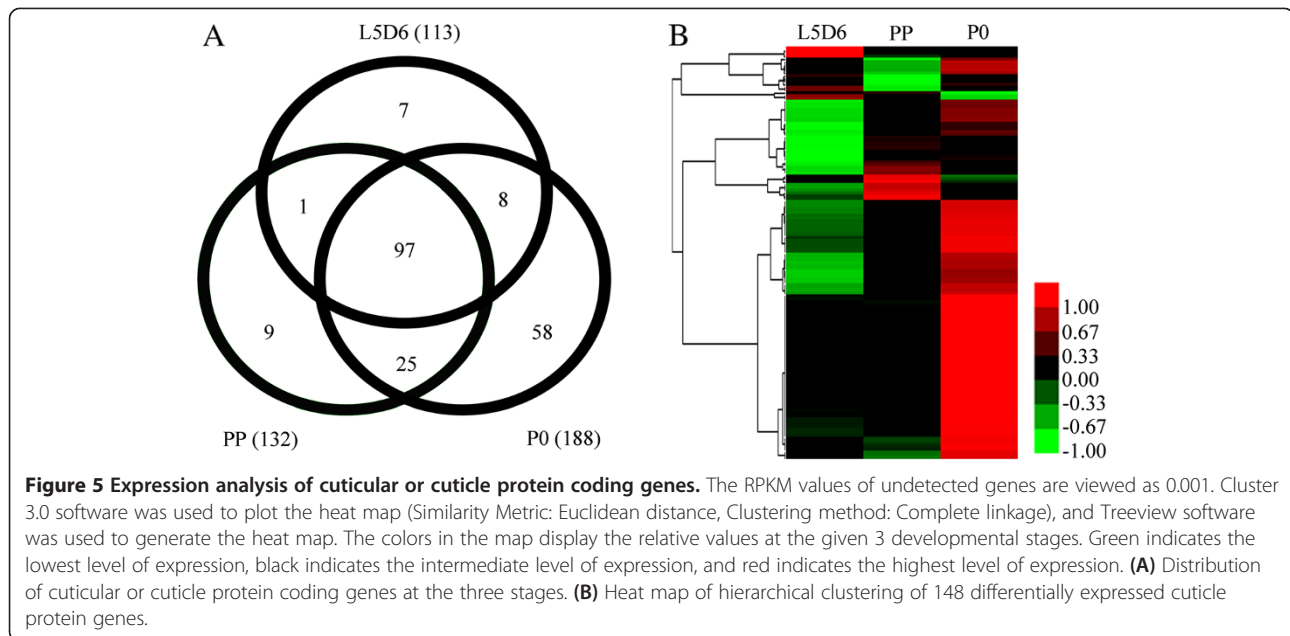 A
L5D6 (113)
7
1
8
97
9
25
58
PP (132)
P0 (188)
B
L5D6 PP P0
1.00
0.67
0.33
0.00
-0.33
-0.67
-1.00
Figure 5 Expression analysis of cuticular or cuticle protein coding genes. The RPKM values of undetected genes are viewed as 0.001. Cluster
3.0 software was used to plot the heat map (Similarity Metric: Euclidean distance, Clustering method: Complete linkage), and Treeview software
was used to generate the heat map. The colors in the map display the relative values at the given 3 developmental stages. Green indicates the
lowest level of expression, black indicates the intermediate level of expression, and red indicates the highest level of expression. (A) Distribution
of cuticular or cuticle protein coding genes at the three stages. (B) Heat map of hierarchical clustering of 148 differentially expressed cuticle
protein genes.